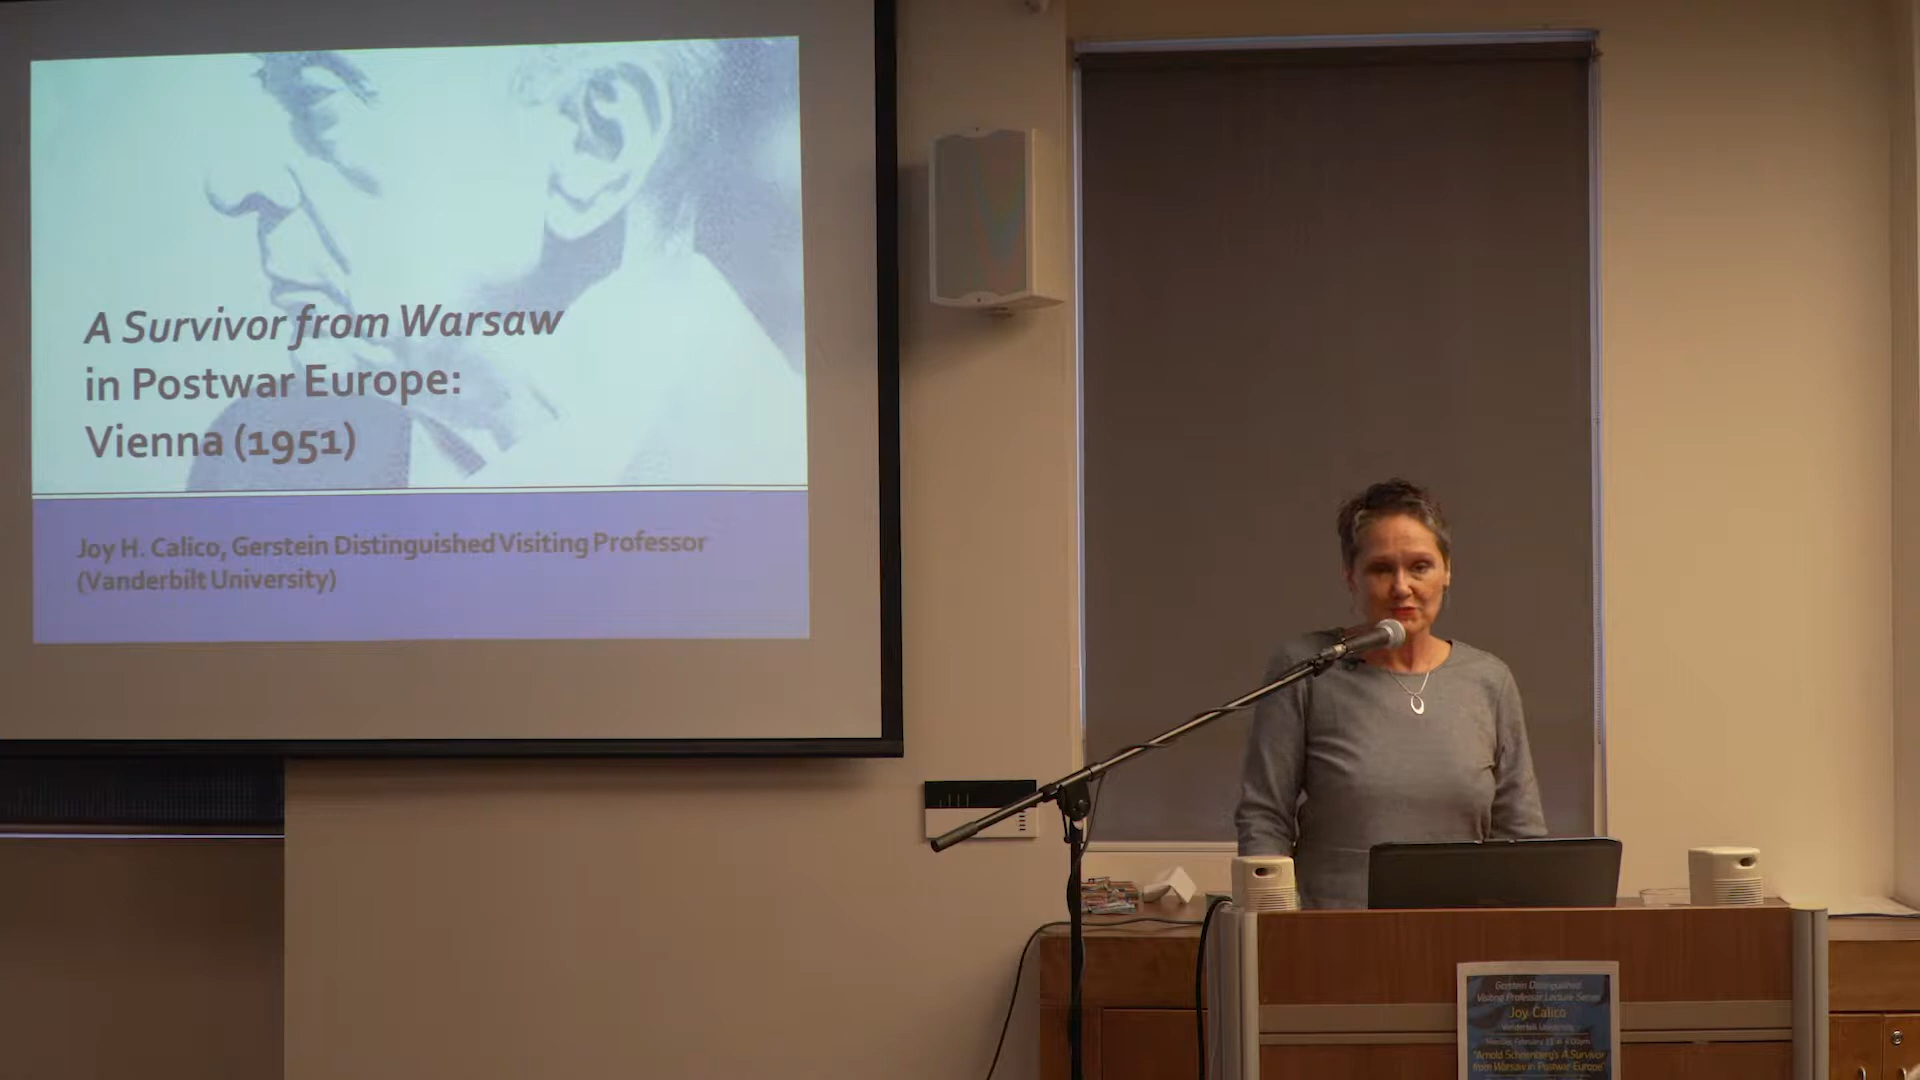 A Survivor from Warsaw
in Postwar Europe:
Vienna (1951)
Joy H. Calico, Gerstein Distinguished Visiting Professor
(Vanderbilt University)
Gerstein Distinguished
Visiting Professor Lecture Series
Joy Calico
Vanderbilt University
"Arnold Schoenberg's A Survivor
from Warsaw in Postwar Europe"